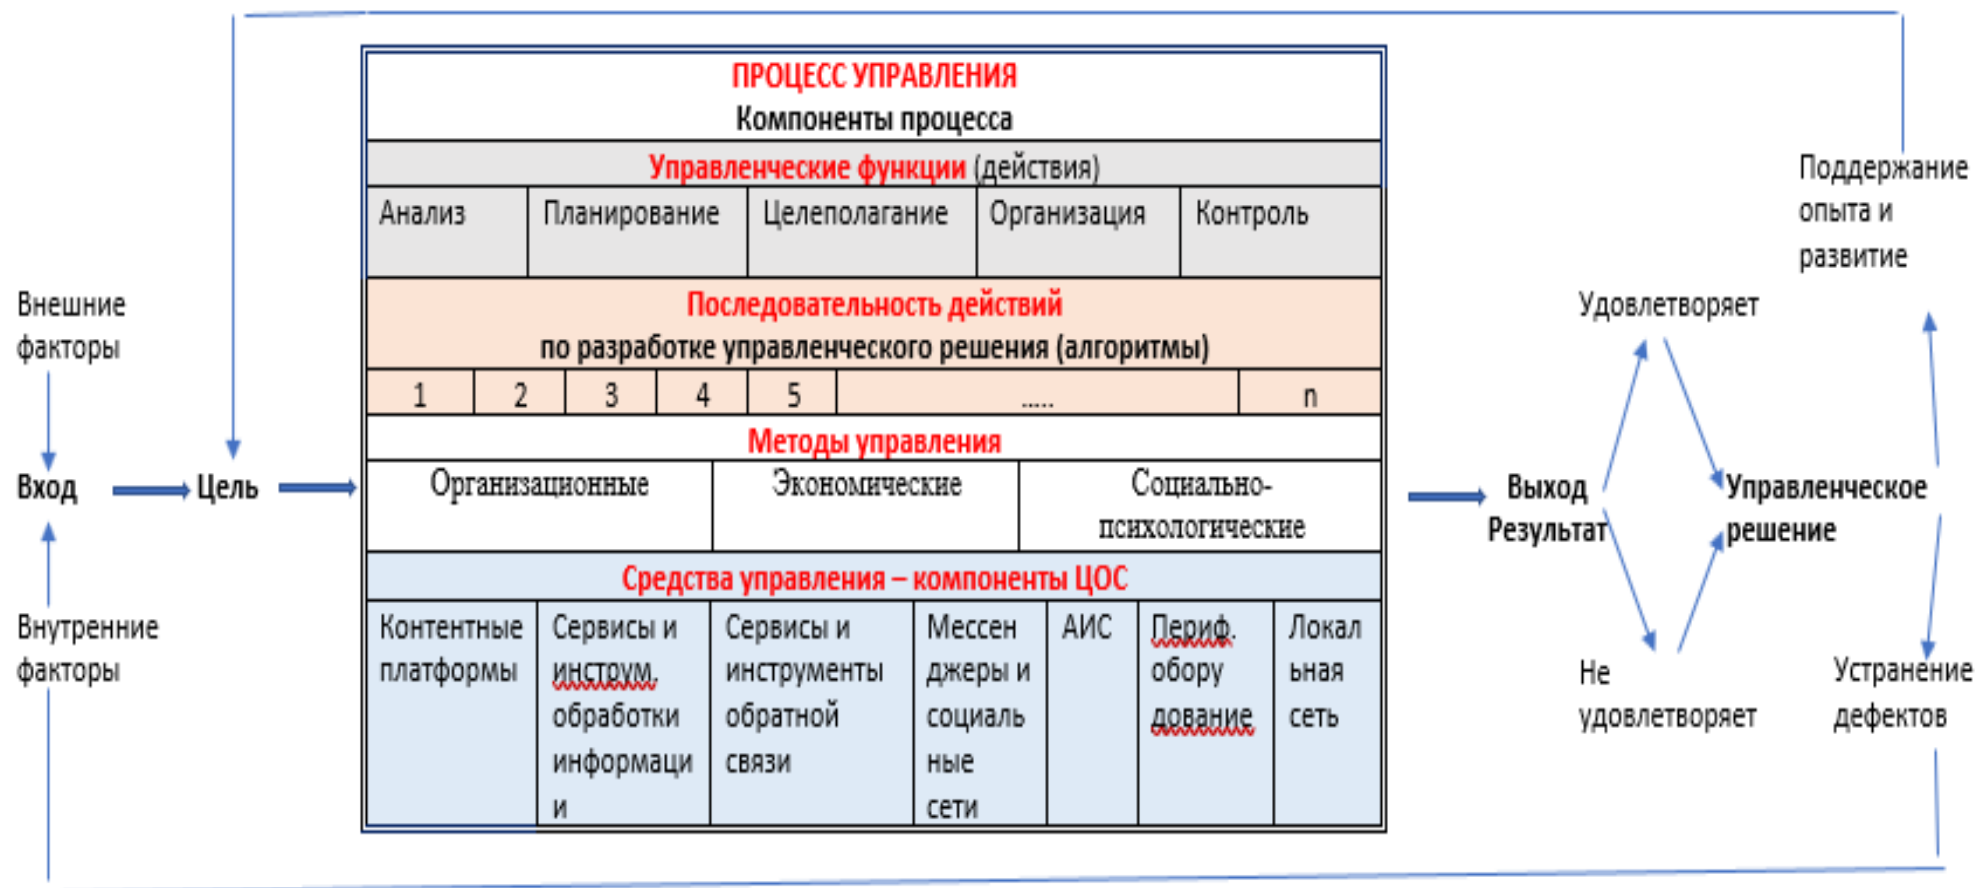 ПРОЦЕСС УПРАВЛЕНИЯ
Компоненты процесса
Управленческие функции (действия)
Анализ
Планирование
Целеполагание
Организация
Контроль
Последовательность действий
по разработке управленческого решения (алгоритмы)
1
2
3
4
5
.....
n
Методы управления
Организационные
Экономические
Социально-
психологические
Средства управления – компоненты ЦОС
Контентные
платформы
Сервисы и
инструм.
обработки
информаци
и
Сервисы и
инструменты
обратной
связи
Мессен
джеры и
социаль
ные
сети
АИС
Периф.
обору
дование
Локал
ьная
сеть
Внешние
факторы
Вход
Цель
Внутренние
факторы
Выход
Результат
Удовлетворяет
Не
удовлетворяет
Управленческое
решение
Поддержание
опыта и
развитие
Устранение
дефектов